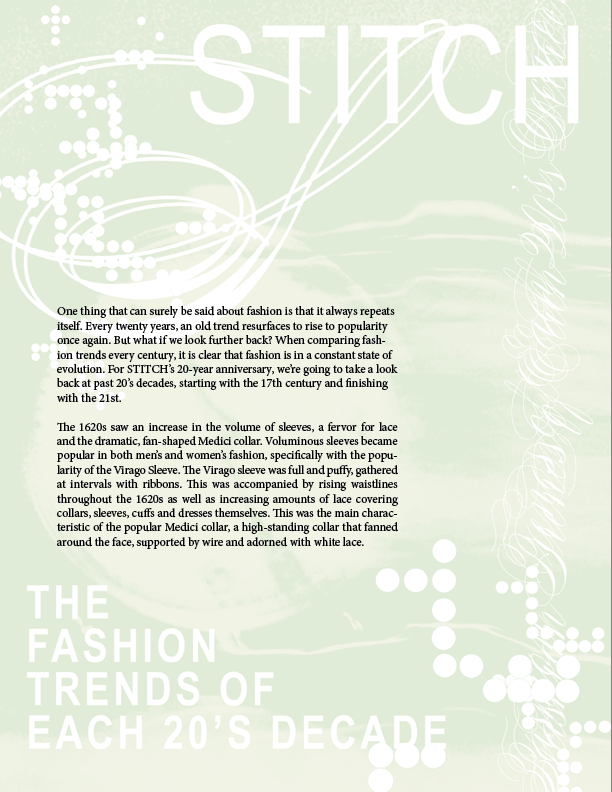 STITCH
One thing that can surely be said about fashion is that it always repeats
itself. Every twenty years, an old trend resurfaces to rise to popularity
once again. But what if we look further back? When comparing fash-
ion trends every century, it is clear that fashion is in a constant state of
evolution. For STITCH's 20-year anniversary, we're going to take a look
back at past 20's decades, starting with the 17th century and finishing
with the 21st.
The 1620s saw an increase in the volume of sleeves, a fervor for lace
and the dramatic, fan-shaped Medici collar. Voluminous sleeves became
popular in both men's and women's fashion, specifically with the popu-
larity of the Virago Sleeve. The Virago sleeve was full and puffy, gathered
at intervals with ribbons. This was accompanied by rising waistlines
throughout the 1620s as well as increasing amounts of lace covering
collars, sleeves, cuffs and dresses themselves. This was the main charac-
teristic of the popular Medici collar, a high-standing collar that fanned
around the face, supported by wire and adorned with white lace.
THE
FASHION
TRENDS OF
EACH 20'S DECADE